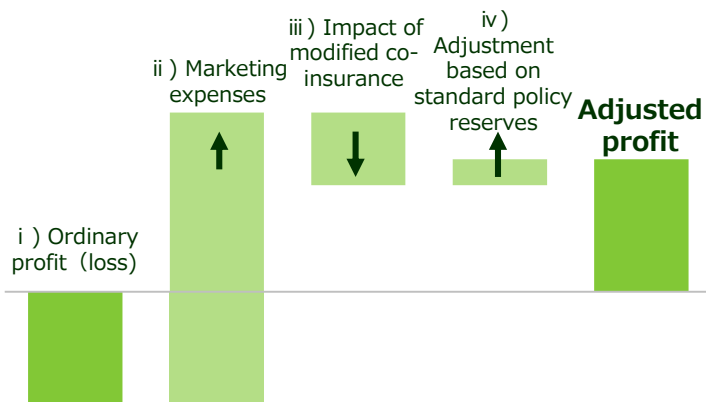 i ) Ordinary
profit（loss)
ii ) Marketing
expenses
iii ) Impact of
modified co-
insurance
iv )
Adjustment
based on
standard policy
reserves
Adjusted
profit